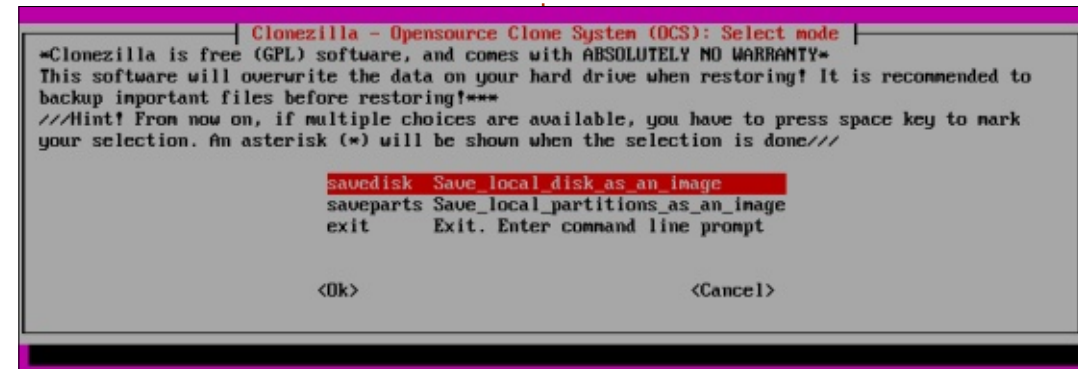 Clonezilla - Opensource Clone System (OCS): Select mode
*Clonezilla is free (GPL) software, and comes with ABSOLUTELY NO WARRANTY*
This software will overwrite the data on your hard drive when restoring! It is recommended to
backup important files before restoring!***
///Hint! From now on, if multiple choices are available, you have to press space key to mark
your selection. An asterisk (*) will be shown when the selection is done///
savedisk Save_local_disk_as_an_image
saveparts Save_local_partitions_as_an_image
exit Exit. Enter command line prompt
<Ok> <Cancel>